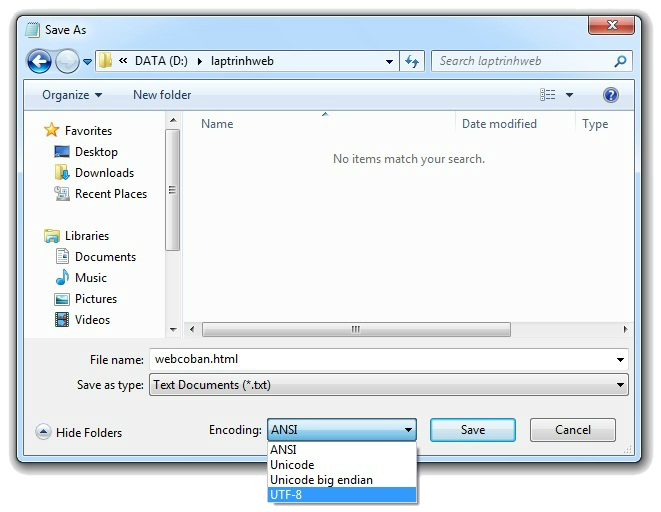 Save As
« DATA (D:) ▸ laptrinhweb
Search laptrinhweb
Organize
New folder
Name
Date modified
Type
No items match your search.
Favorites
Desktop
Downloads
Recent Places
Libraries
Documents
Music
Pictures
Videos
File name: webcoban.html
Save as type: Text Documents (*.txt)
Hide Folders
Encoding: ANSI
Save
Cancel
ANSI
Unicode
Unicode big endian
UTF-8